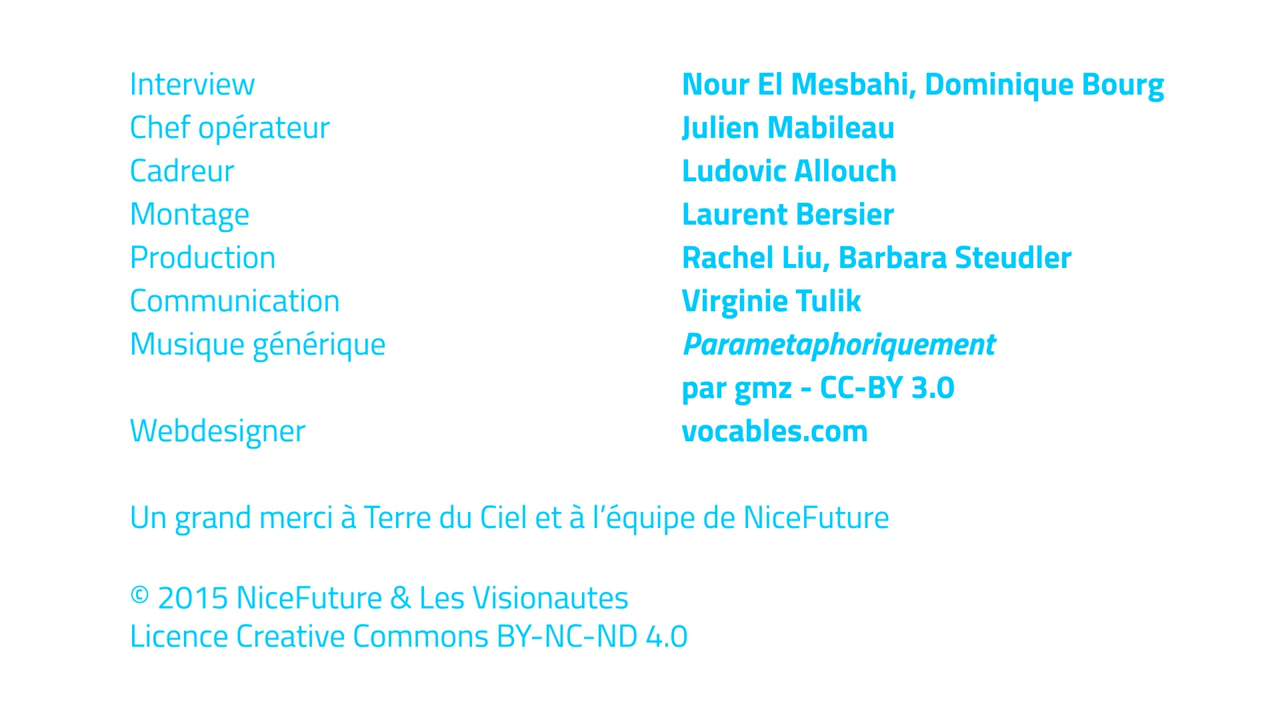 Interview Nour El Mesbahi, Dominique Bourg
Chef opérateur Julien Mabileau
Cadreur Ludovic Allouch
Montage Laurent Bersier
Production Rachel Liu, Barbara Steudler
Communication Virginie Tulik
Musique générique Parametaphoriquement
par gmz - CC-BY 3.0
Webdesigner vocables.com
Un grand merci à Terre du Ciel et à l’équipe de NiceFuture
© 2015 NiceFuture & Les Visionautes
Licence Creative Commons BY-NC-ND 4.0